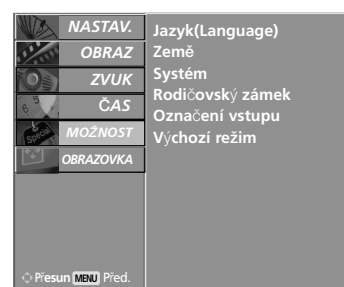 NASTAV.
OBRAZ
ZVUK
ČAS
MOŽNOST
OBRAZOVKA
Jazyk(Language)
Země
Systém
Rodičovský zámek
Označení vstupu
Výchozí režim
Přesun MENU Před.